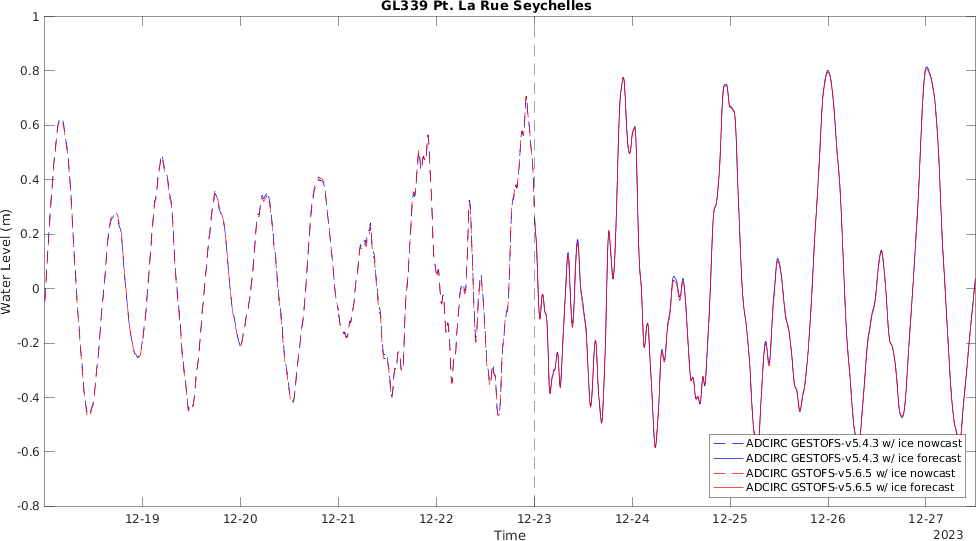 GL339 Pt. La Rue Seychelles
1
0.8
0.6
0.4
0.2
0
-0.2
-0.4
-0.6
-0.8
Water Level (m)
12-19
12-20
12-21
12-22
12-23
12-24
12-25
12-26
12-27
Time
2023
ADCIRC GESTOFS-v5.4.3 w/ ice nowcast
ADCIRC GESTOFS-v5.4.3 w/ ice forecast
ADCIRC GSTOFS-v5.6.5 w/ ice nowcast
ADCIRC GSTOFS-v5.6.5 w/ ice forecast